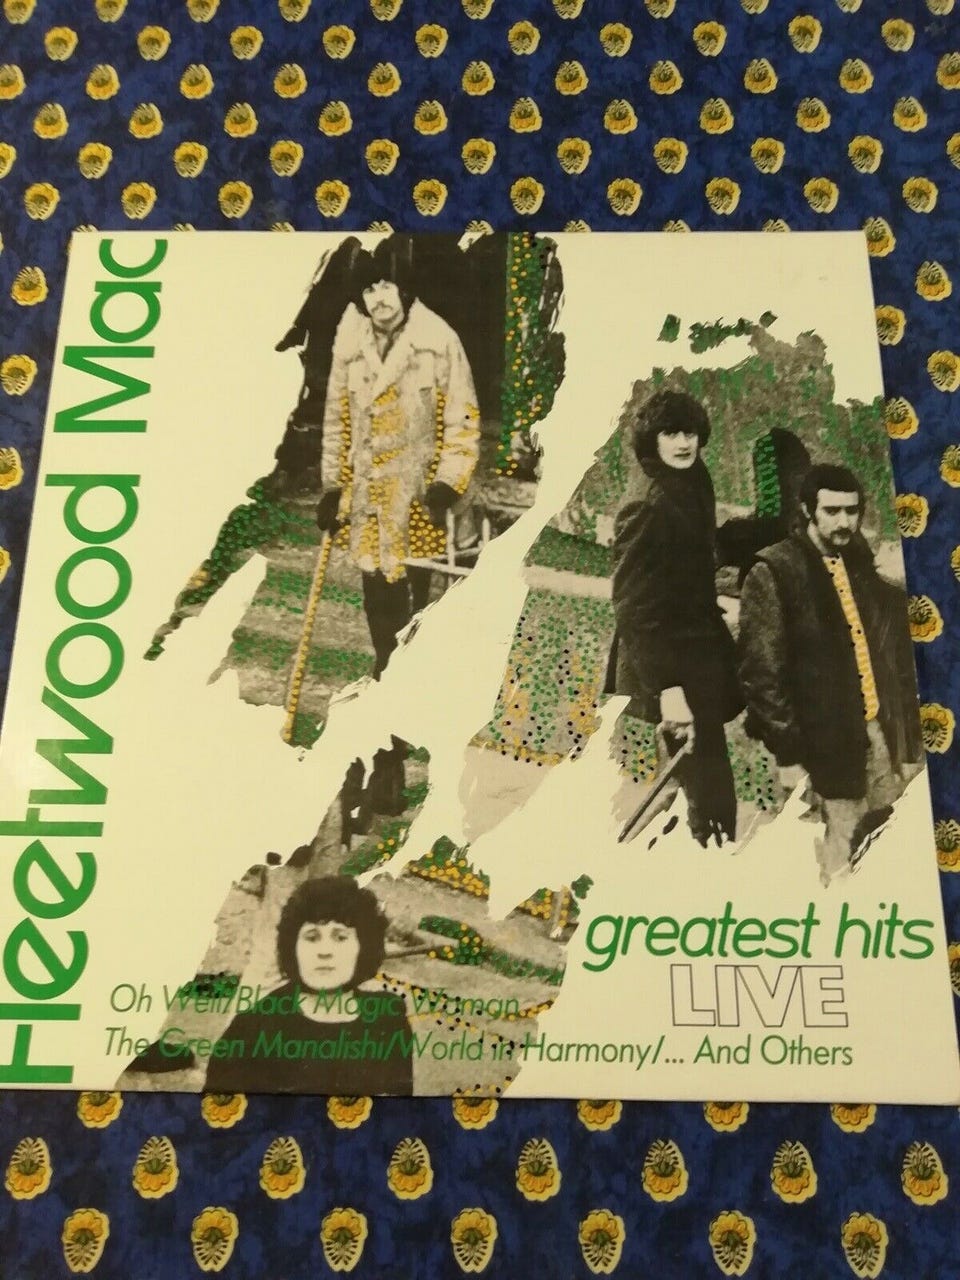 Fleetwood Mac
greatest hits
LIVE
Oh Well/Black Magic Woman
The Green Manalishi/World in Harmony/... And Others